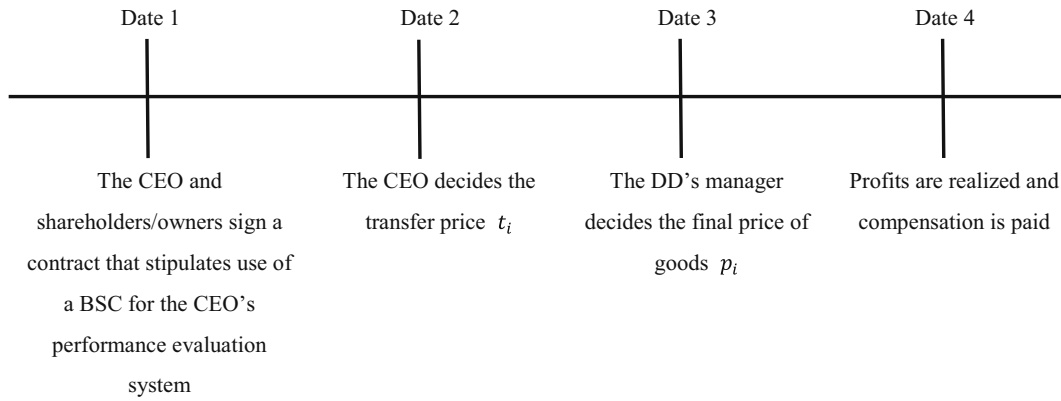 Date 1
Date 2
Date 3
Date 4
The CEO and
shareholders/owners sign a
contract that stipulates use of
a BSC for the CEO's
performance evaluation
system
The CEO decides the
transfer price t_i
The DD's manager
decides the final price of
goods p_i
Profits are realized and
compensation is paid